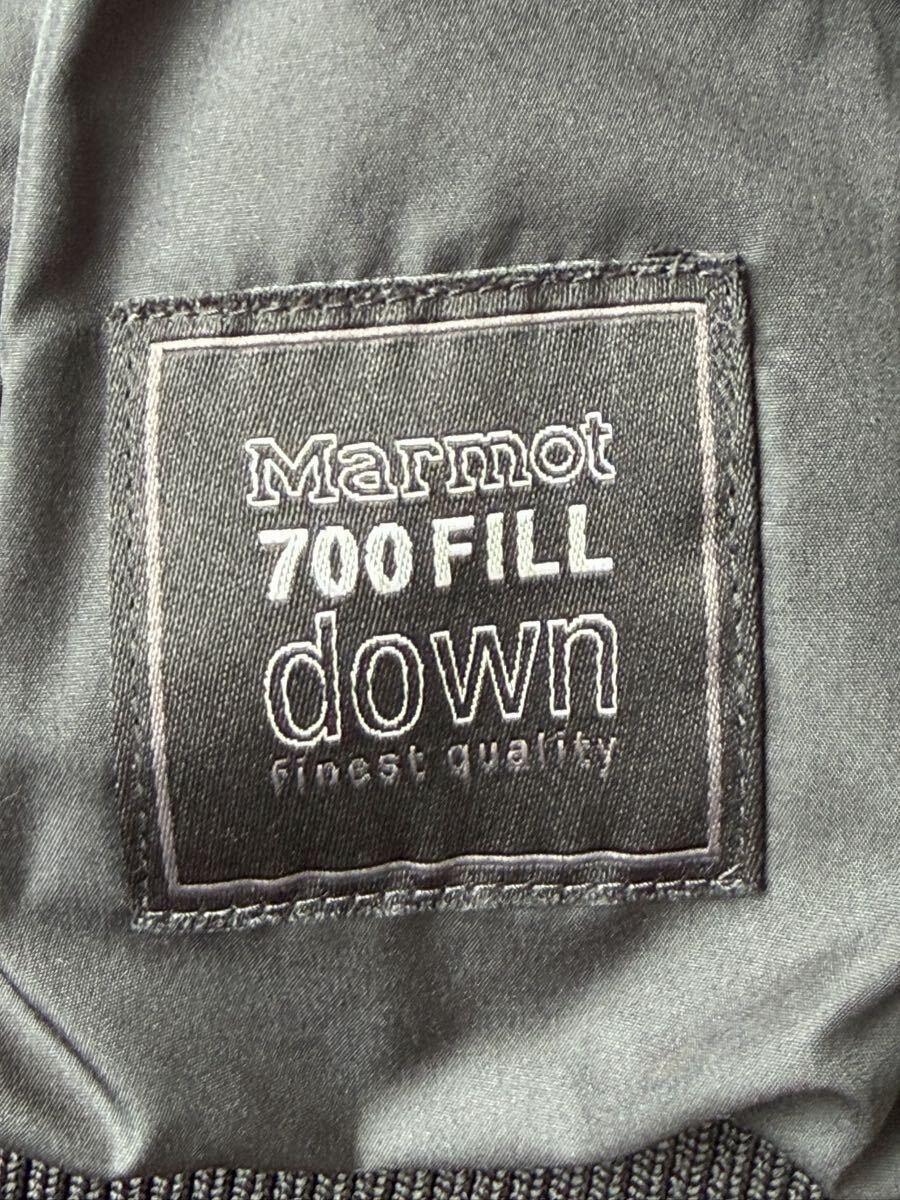 Marmot
700 FILL
down
finest quality